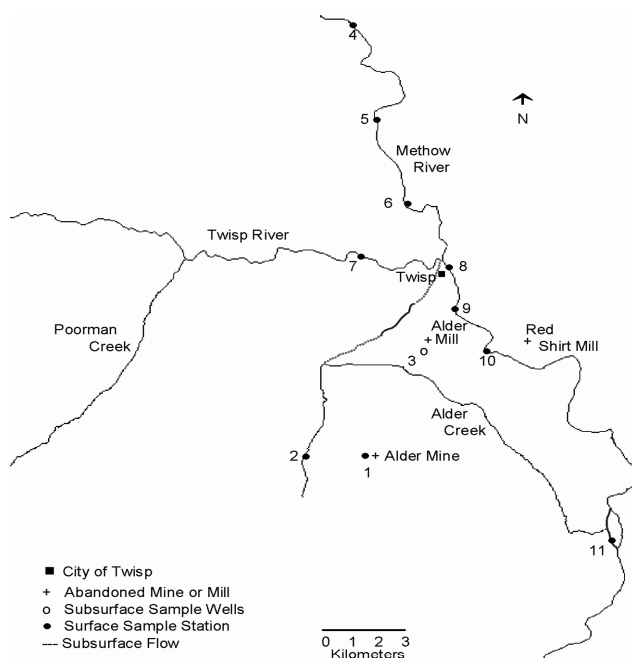 4
N
5
Methow
River
6
Twisp River
7
8
Twisp
9
Poorman
Creek
Alder
Mill
Red
Shirt Mill
3
10
Alder
Creek
2
Alder Mine
1
11
City of Twisp
Abandoned Mine or Mill
Subsurface Sample Wells
Surface Sample Station
Subsurface Flow
0 1 2 3
Kilometers